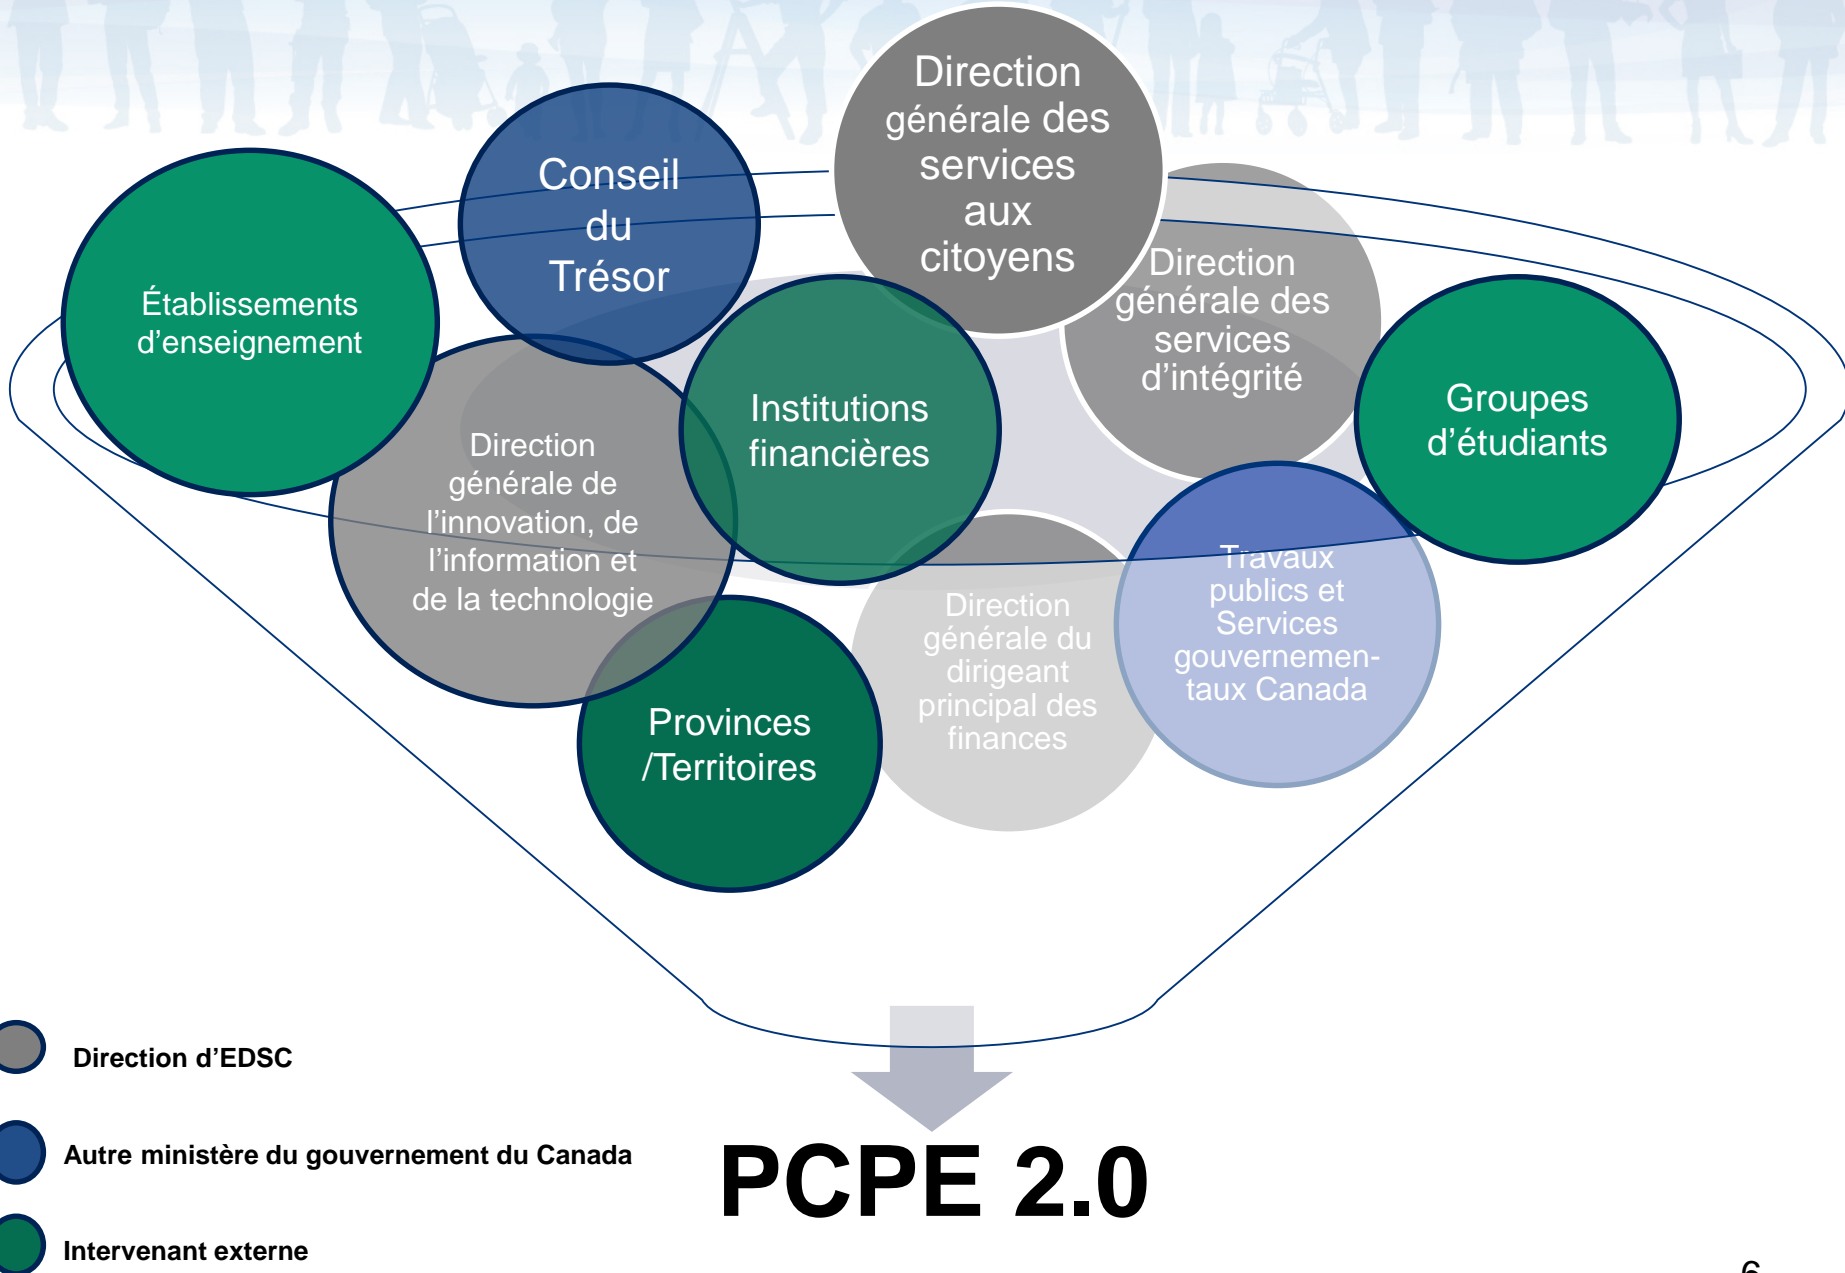 Direction
générale des
services
aux
citoyens
Conseil
du
Trésor
Établissements
d’enseignement
Direction
générale des
services
d’intégrité
Groupes
d’étudiants
Institutions
financières
Direction
générale de
l’innovation, de
l’information et
de la technologie
Travaux
publics et
Services
gouvernemen-
taux Canada
Direction
générale du
dirigeant
principal des
finances
Provinces
/Territoires
Direction d’EDSC
Autre ministère du gouvernement du Canada
Intervenant externe
PCPE 2.0
6